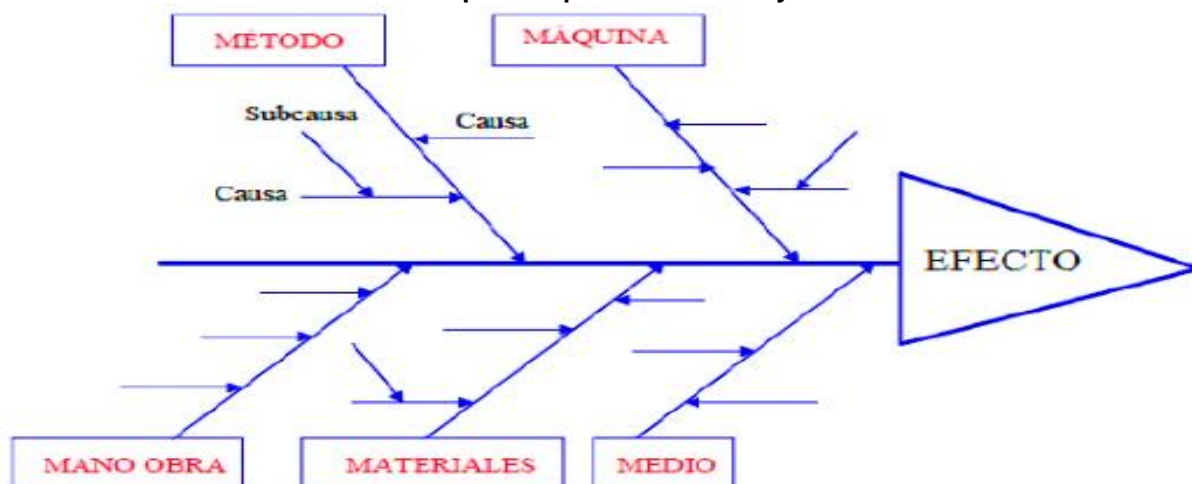 MÉTODO
MÁQUINA
Subcausa
Causa
Causa
EFECTO
MANO OBRA
MATERIALES
MEDIO